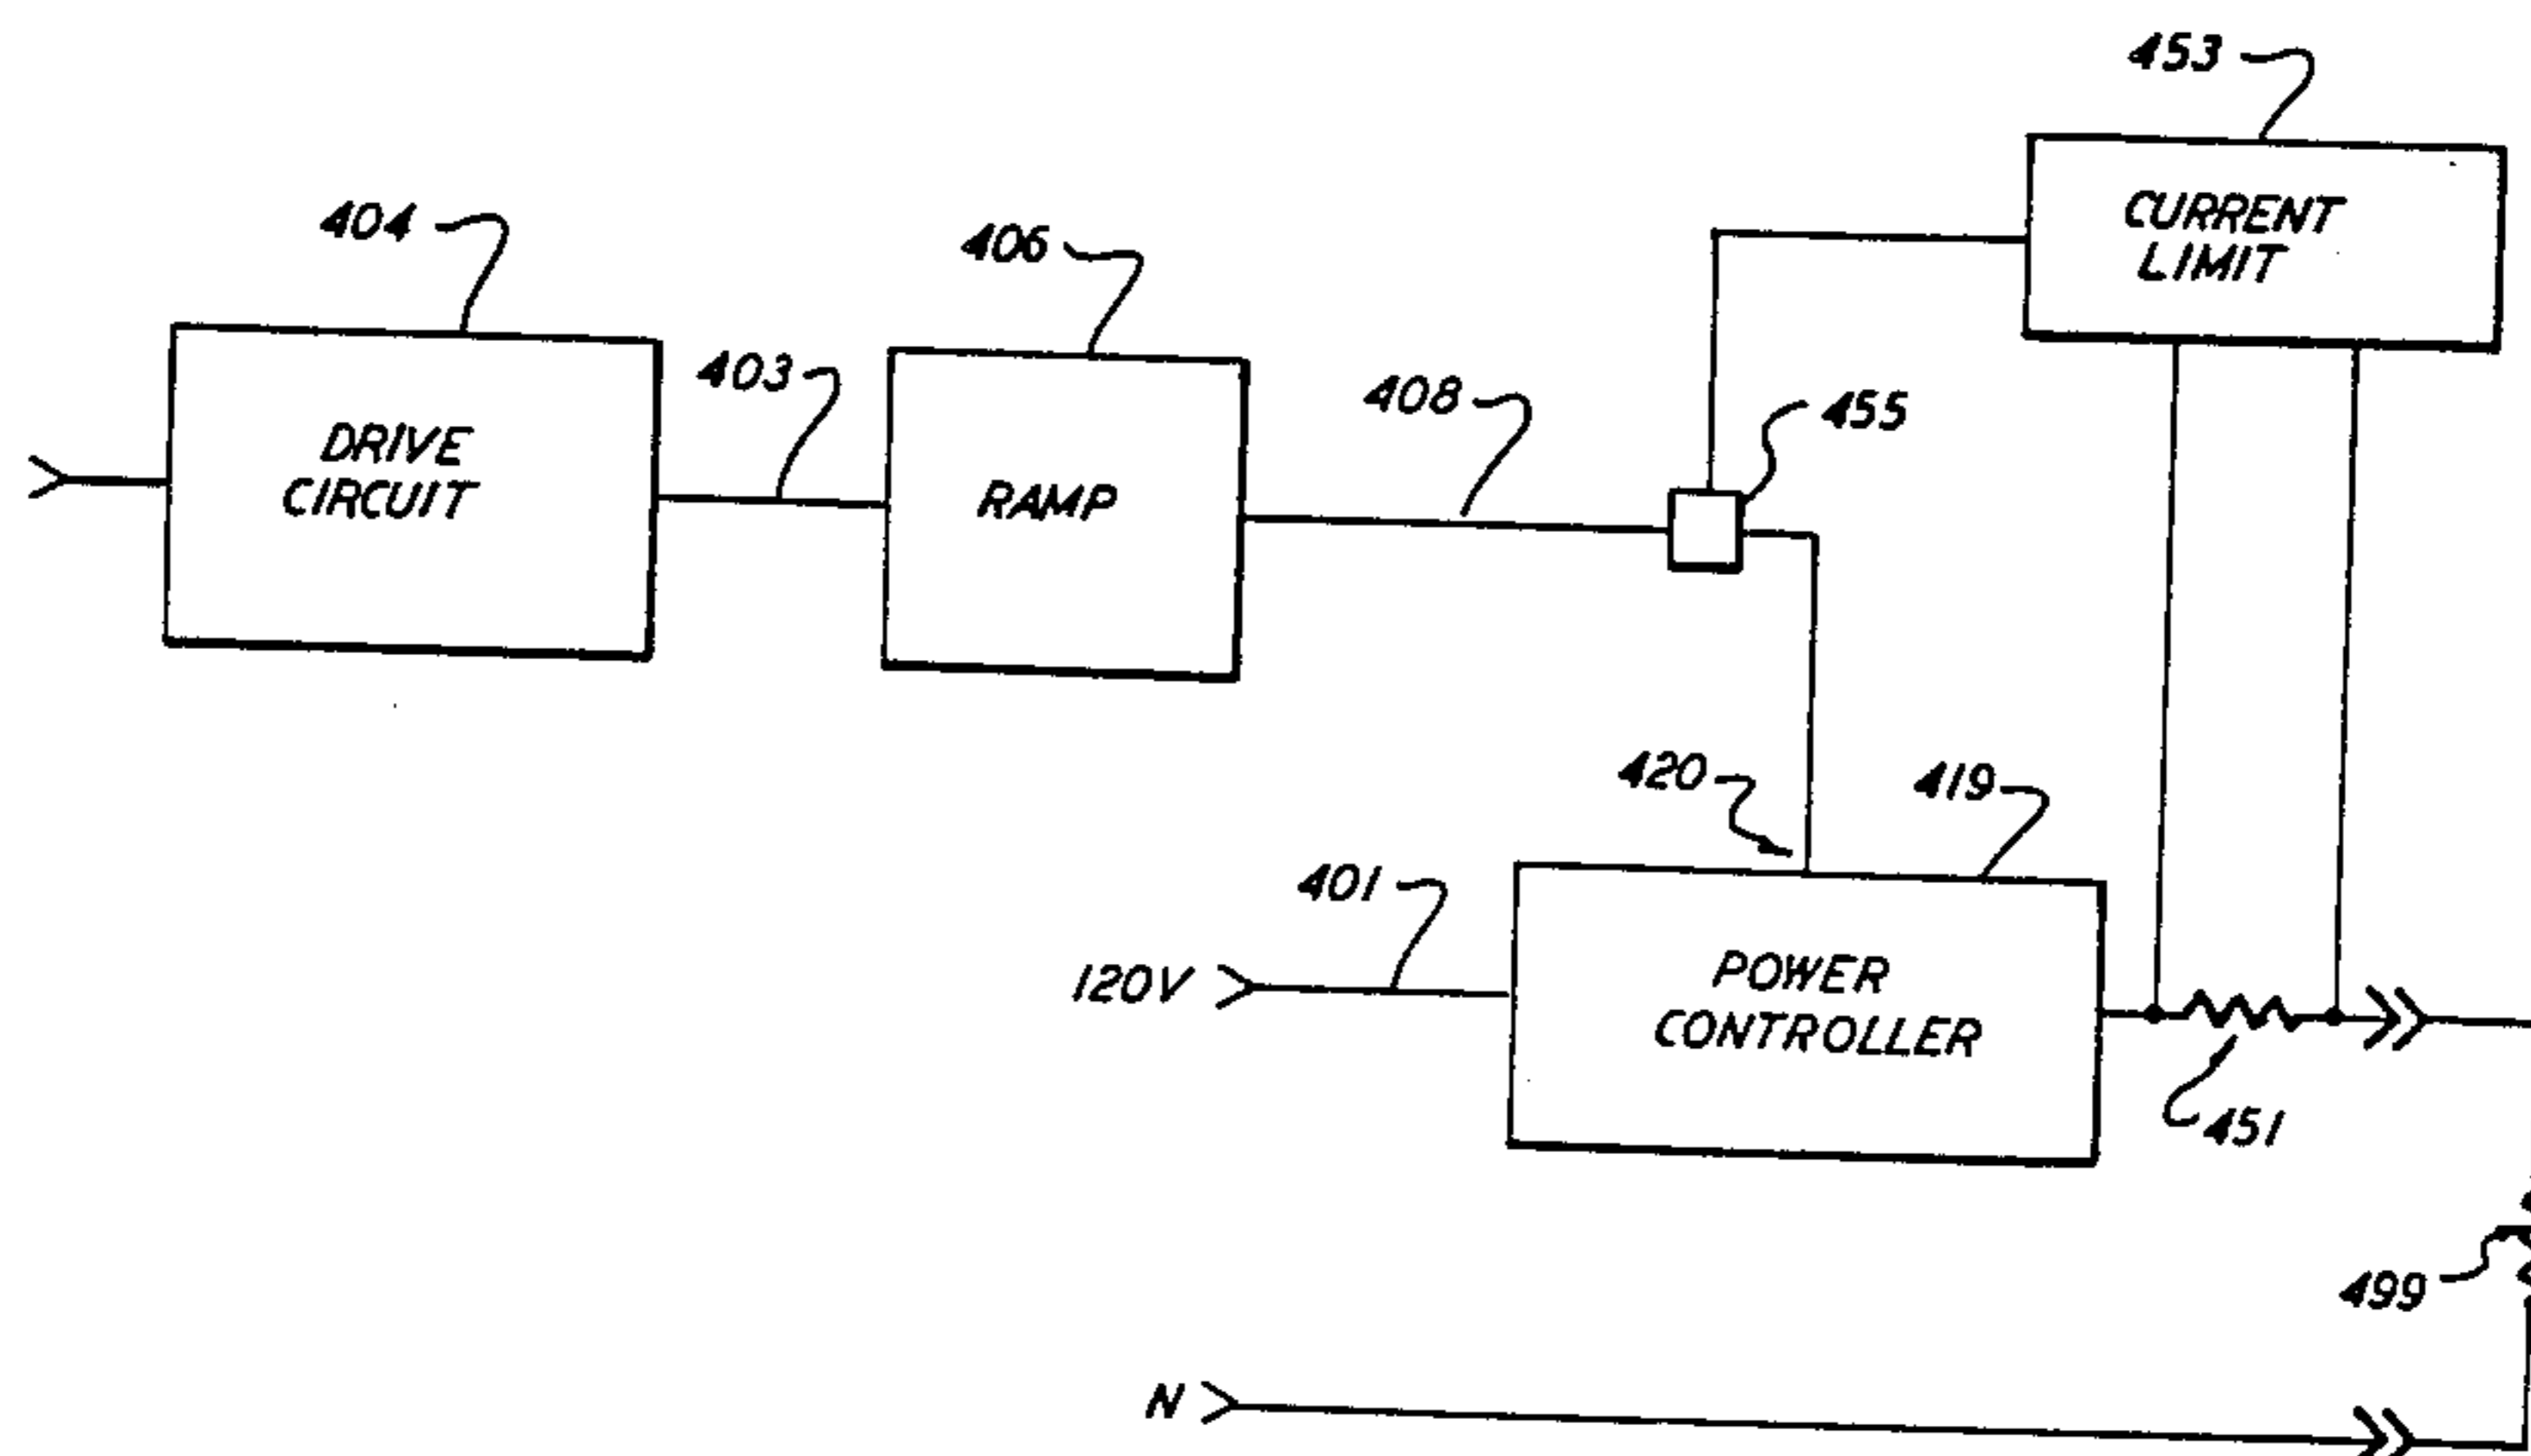 453
CURRENT
LIMIT
404
406
403
408
455
DRIVE
CIRCUIT
RAMP
420
419
401
120V
POWER
CONTROLLER
451
499
N